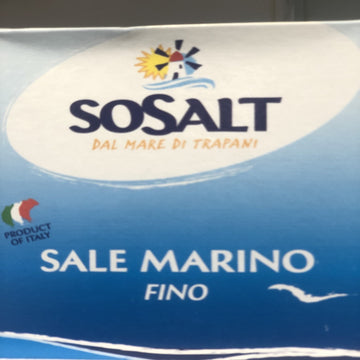 SOSALT
DAL MARE DI TRAPANI
PRODUCT
OF ITALY
SALE MARINO
FINO